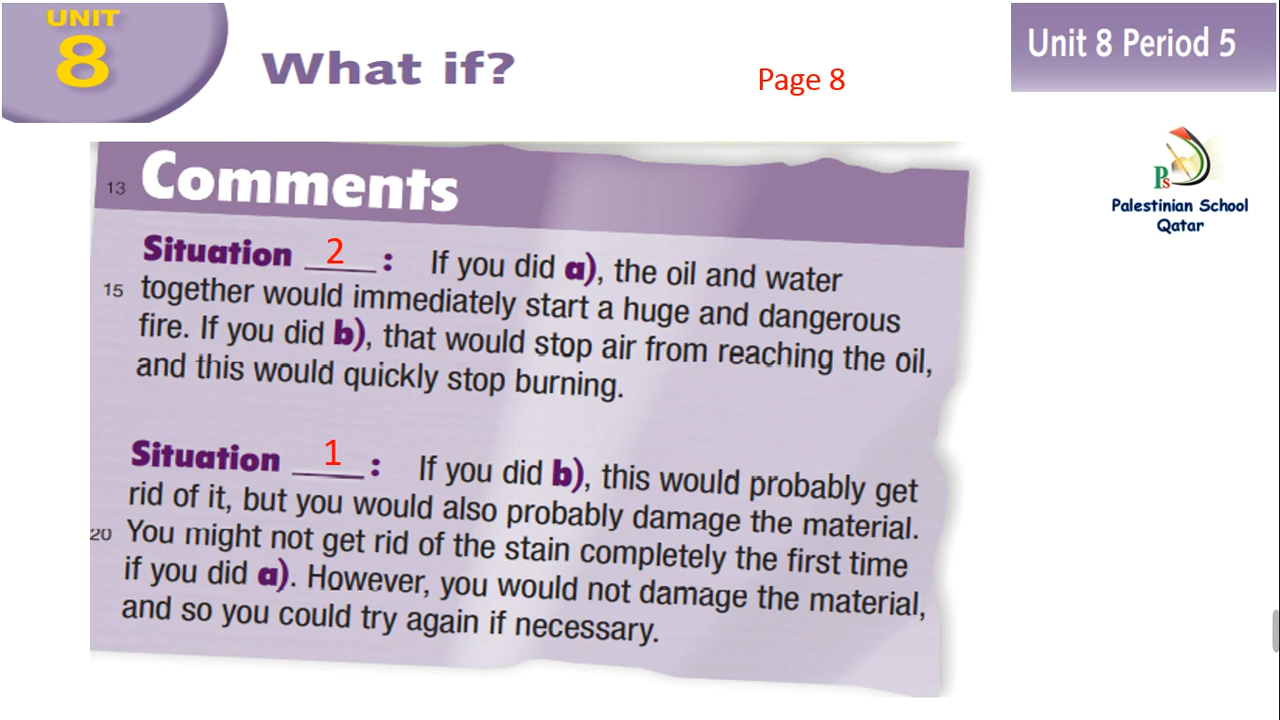 UNIT
8
What if?
Page 8
Unit 8 Period 5
Ps
Palestinian School
Qatar
13 Comments
Situation 2 : If you did a), the oil and water
15 together would immediately start a huge and dangerous
fire. If you did b), that would stop air from reaching the oil,
and this would quickly stop burning.
Situation 1 : If you did b), this would probably get
rid of it, but you would also probably damage the material.
20 You might not get rid of the stain completely the first time
if you did a). However, you would not damage the material,
and so you could try again if necessary.